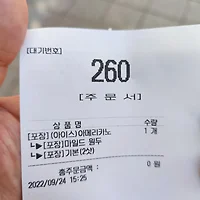 [대기번호]
260
[주 문 서]
상 품 명 수량
[포장](아이스)아메리카노 1 개
┗▶[포장]마일드 원두
┗▶[포장]기본(2샷)
총주문금액: 0 원
2022/09/24 15:25